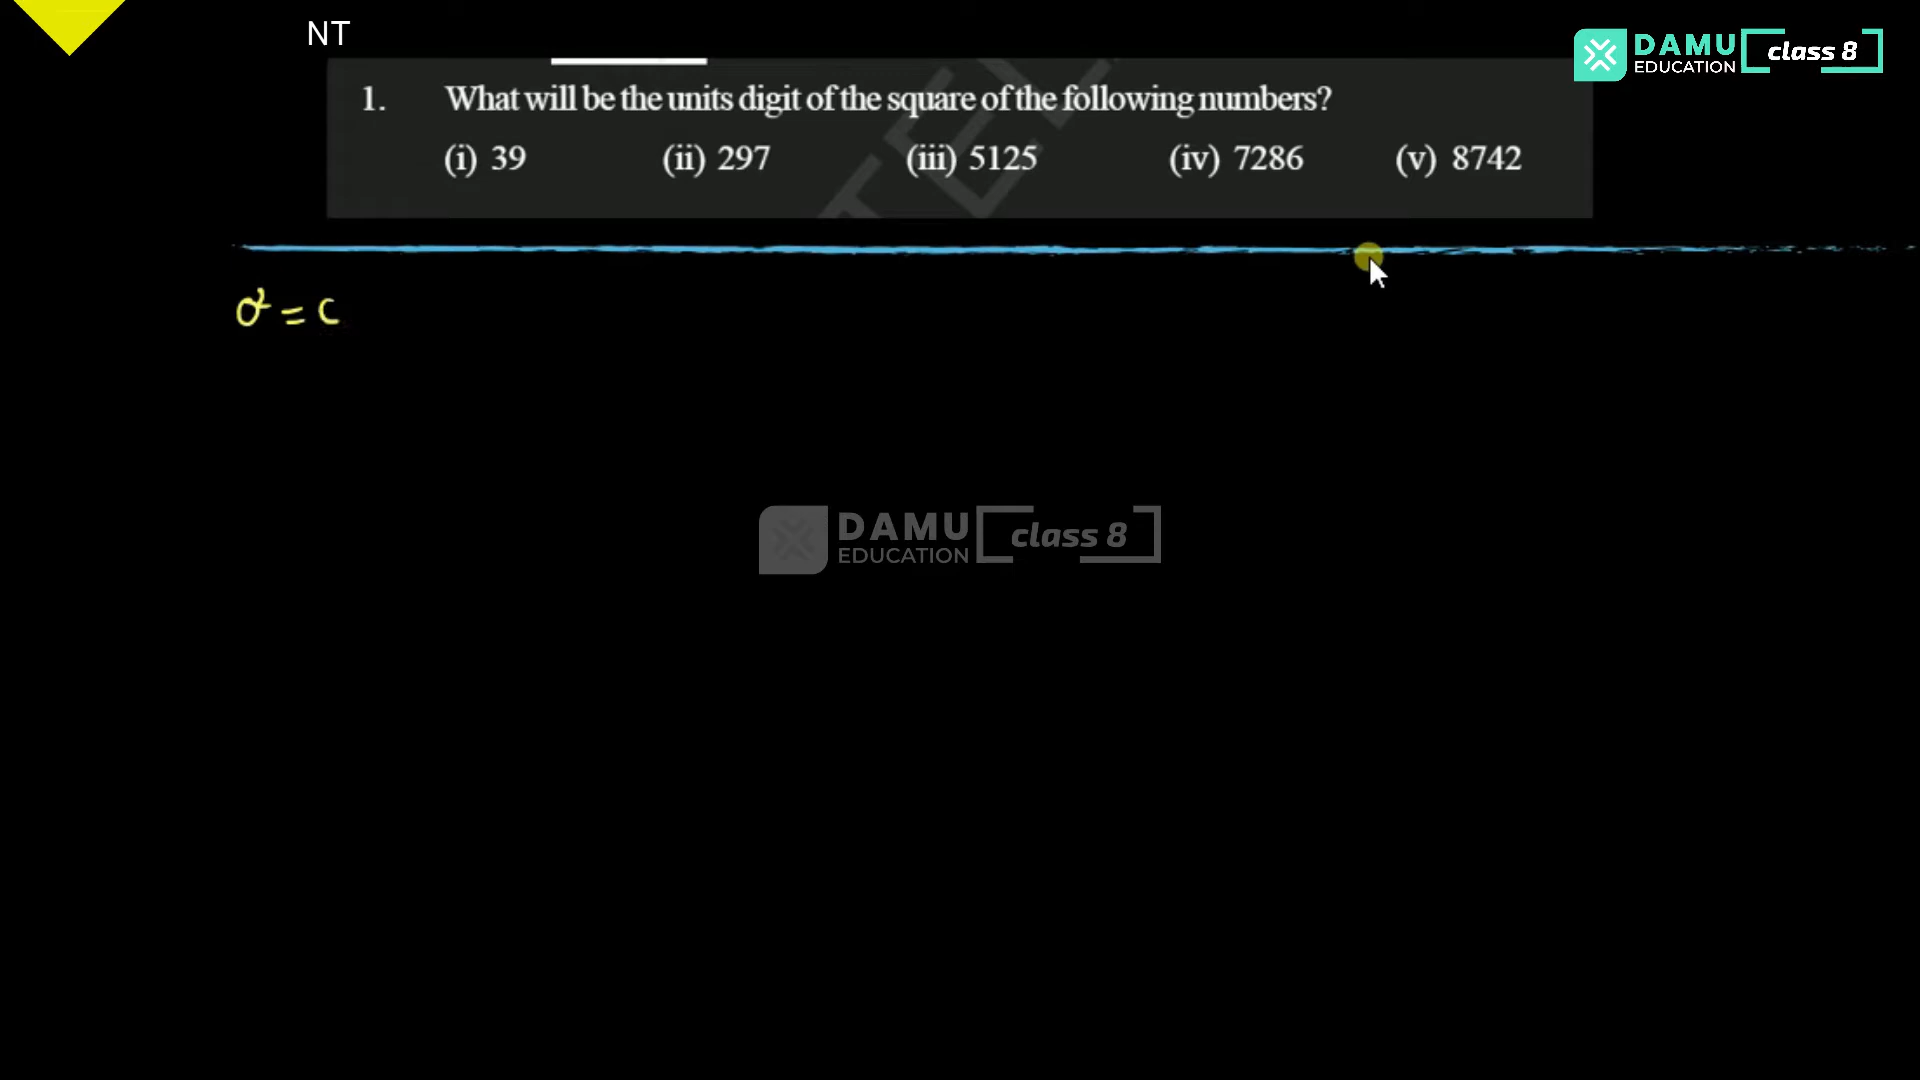 NT
DAMU EDUCATION class 8
1. What will be the units digit of the square of the following numbers?
(i) 39 (ii) 297 (iii) 5125 (iv) 7286 (v) 8742
= c
DAMU EDUCATION class 8